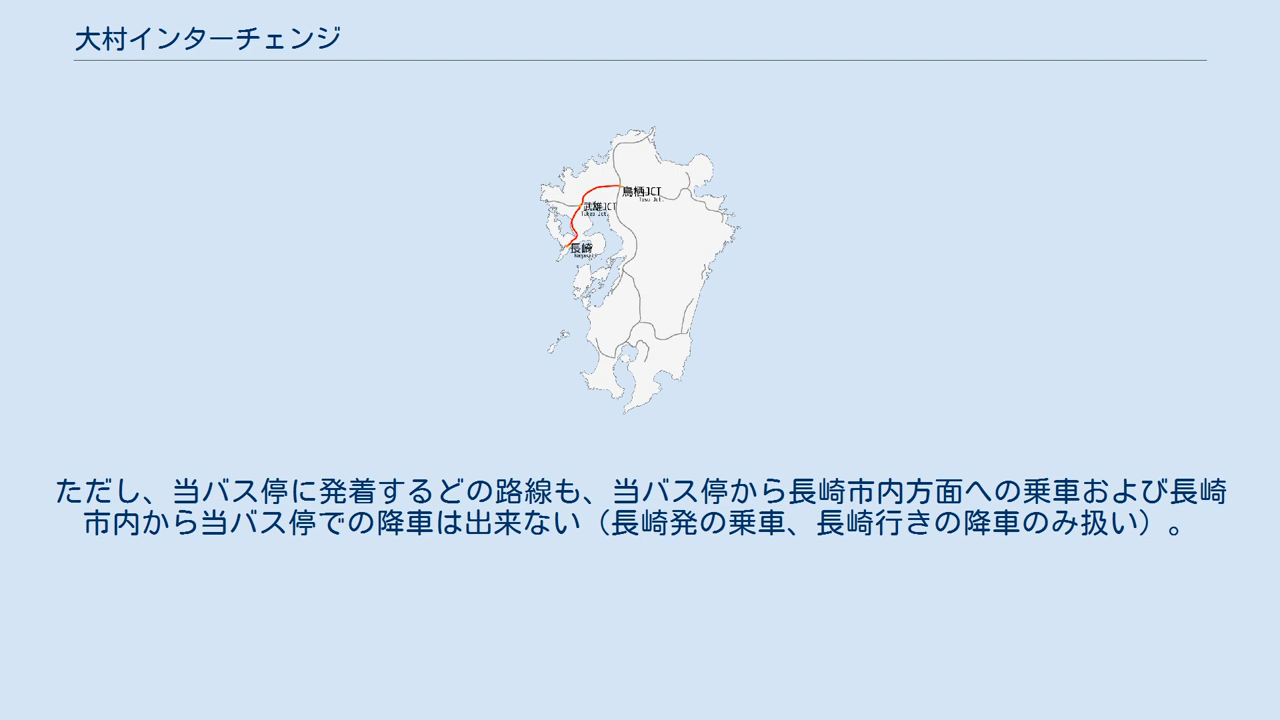 大村インターチェンジ
鳥栖JCT
Tosu Jct.
武雄JCT
Takeo Jct.
長崎
ただし、当バス停に発着するどの路線も、当バス停から長崎市内方面への乗車および長崎
市内から当バス停での降車は出来ない（長崎発の乗車、長崎行きの降車のみ扱い）。